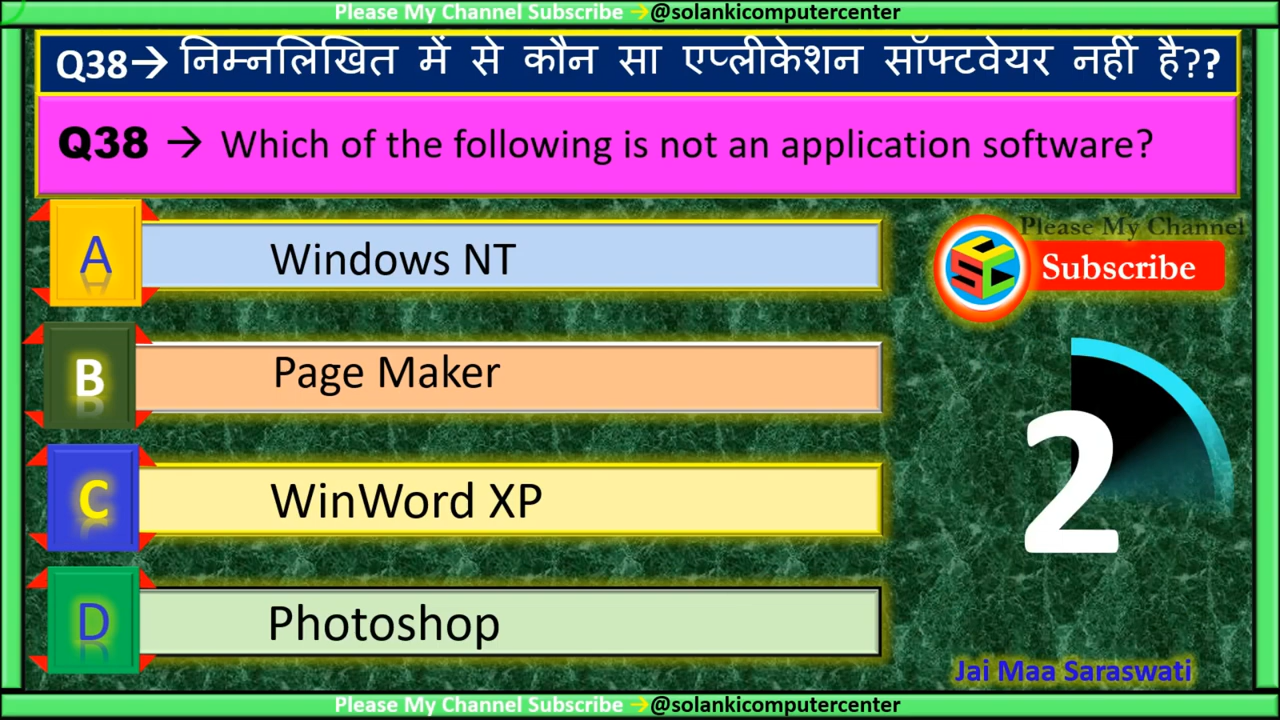 Please My Channel Subscribe →@solankicomputercenter
Q38→ निम्नलिखित में से कौन सा एप्लीकेशन सॉफ्टवेयर नहीं है??
Q38 → Which of the following is not an application software?
A Windows NT
Please My Channel
SCC Subscribe
B Page Maker
2
C WinWord XP
D Photoshop
Jai Maa Saraswati
Please My Channel Subscribe →@solankicomputercenter